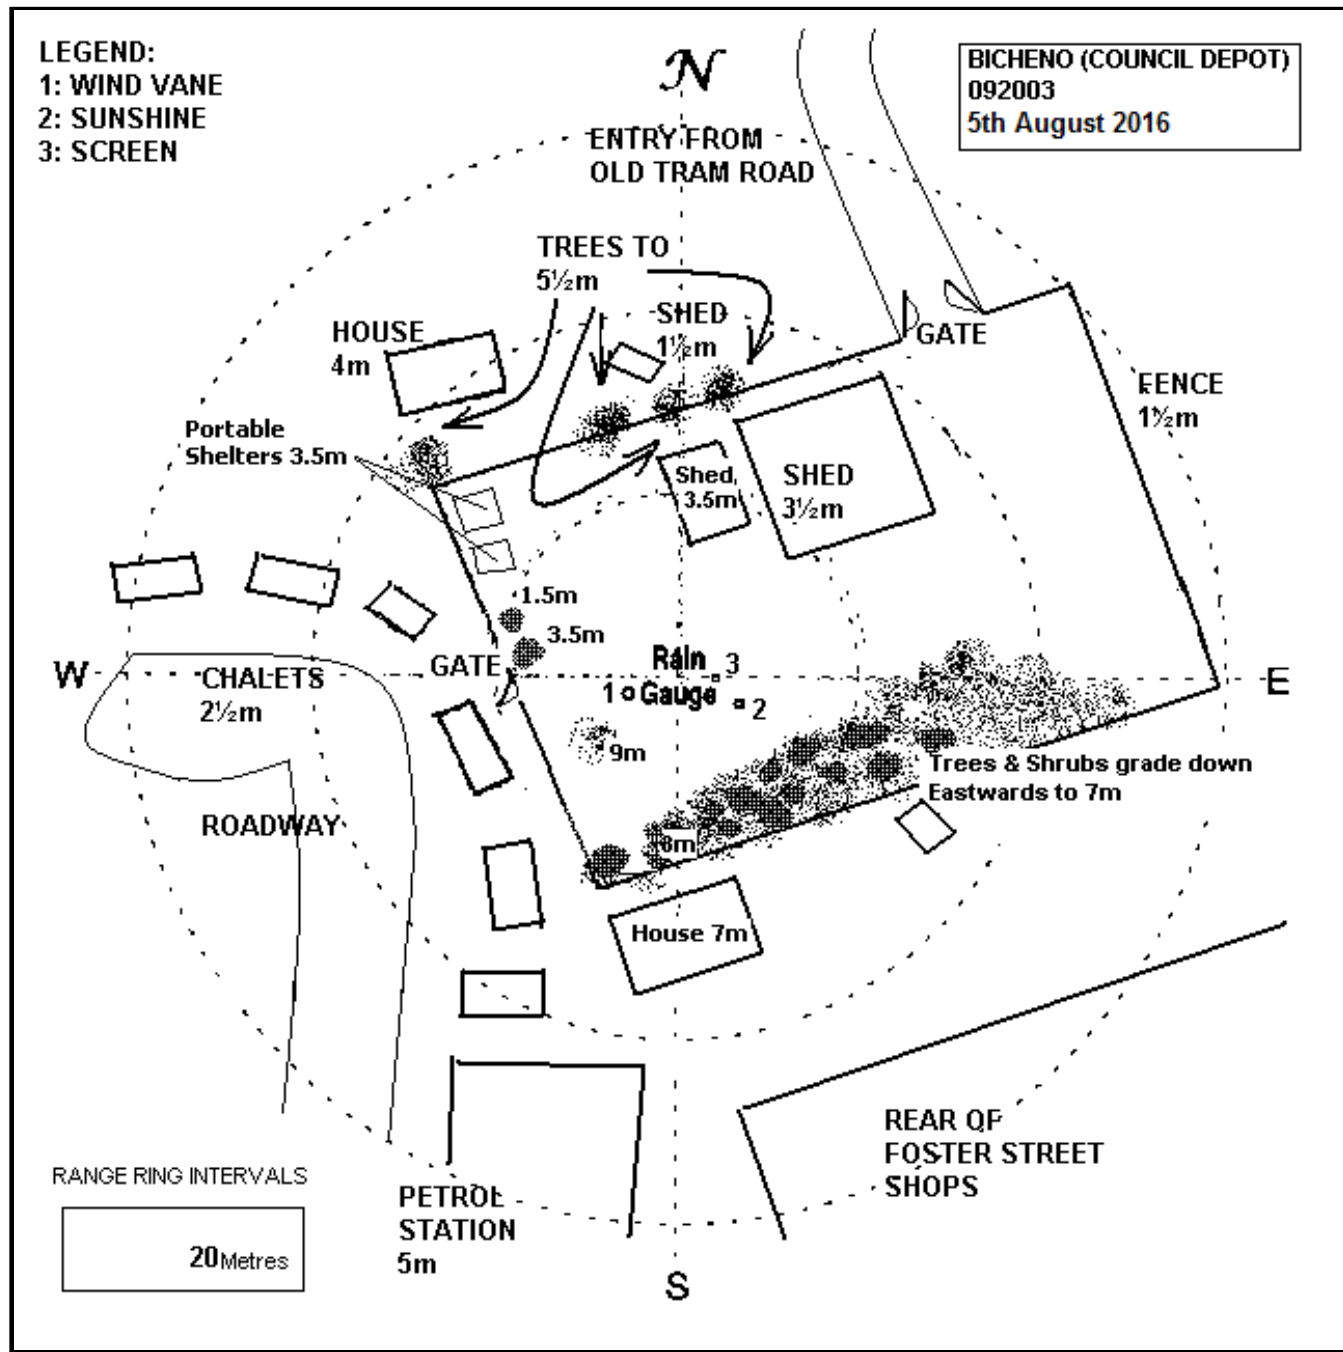 LEGEND:
1: WIND VANE
2: SUNSHINE
3: SCREEN
N
BICHENO (COUNCIL DEPOT)
092003
5th August 2016
ENTRY FROM
OLD TRAM ROAD
TREES TO
5½m
SHED
1½m
HOUSE
4m
GATE
FENCE
1½m
Portable
Shelters 3.5m
Shed
3.5m
SHED
3½m
1.5m
3.5m
GATE
W
CHALETS
2½m
Rain
Gauge
1
3
2
E
9m
Trees & Shrubs grade down
Eastwards to 7m
ROADWAY
8m
House 7m
REAR OF
FOSTER STREET
SHOPS
RANGE RING INTERVALS
20 Metres
PETROL
STATION
5m
S